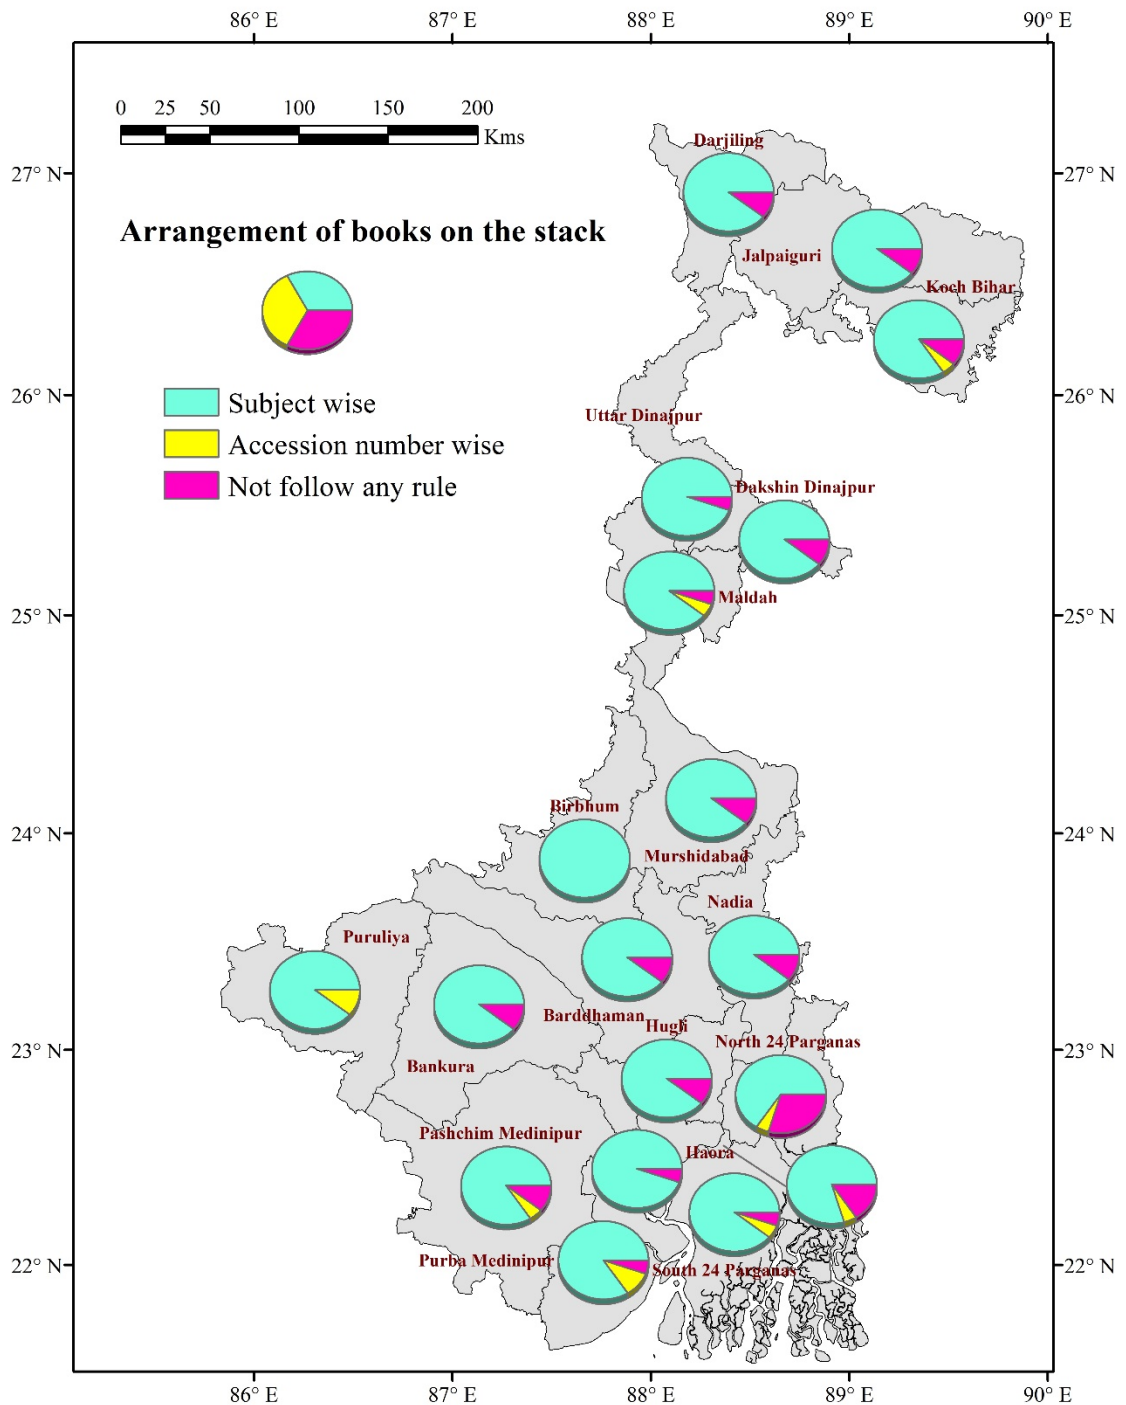 86° E 87° E 88° E 89° E 90° E
0 25 50 100 150 200
Kms
Darjiling
27° N 27° N
Arrangement of books on the stack
Jalpaiguri
Koch Bihar
26° N 26° N
Subject wise
Uttar Dinajpur
Accession number wise
Not follow any rule
Dakshin Dinajpur
Maldah
25° N 25° N
Birbhum
24° N 24° N
Murshidabad
Nadia
Puruliya
Barddhaman
Hugli
North 24 Parganas
23° N 23° N
Bankura
Pashchim Medinipur
Haora
Purba Medinipur
South 24 Parganas
22° N 22° N
86° E 87° E 88° E 89° E 90° E